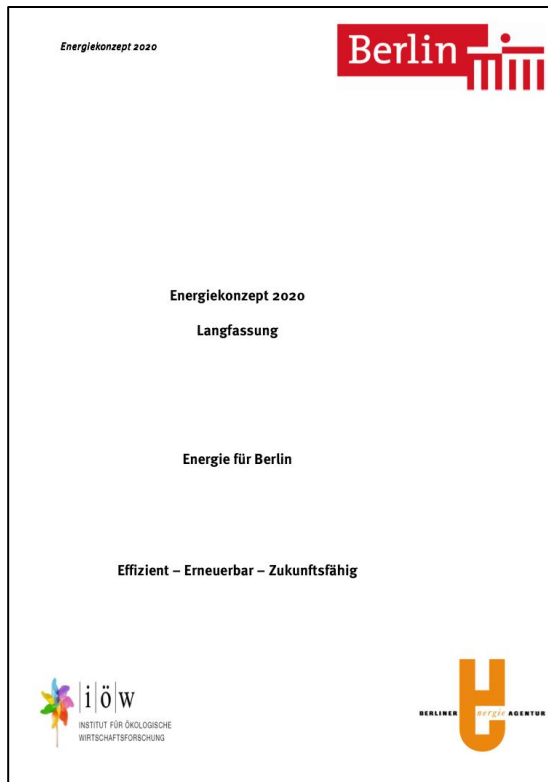 Energiekonzept 2020
Berlin
Energiekonzept 2020
Langfassung
Energie für Berlin
Effizient – Erneuerbar – Zukunftsfähig
i|ö|w
INSTITUT FÜR ÖKOLOGISCHE
WIRTSCHAFTSFORSCHUNG
BERLINER Energie AGENTUR